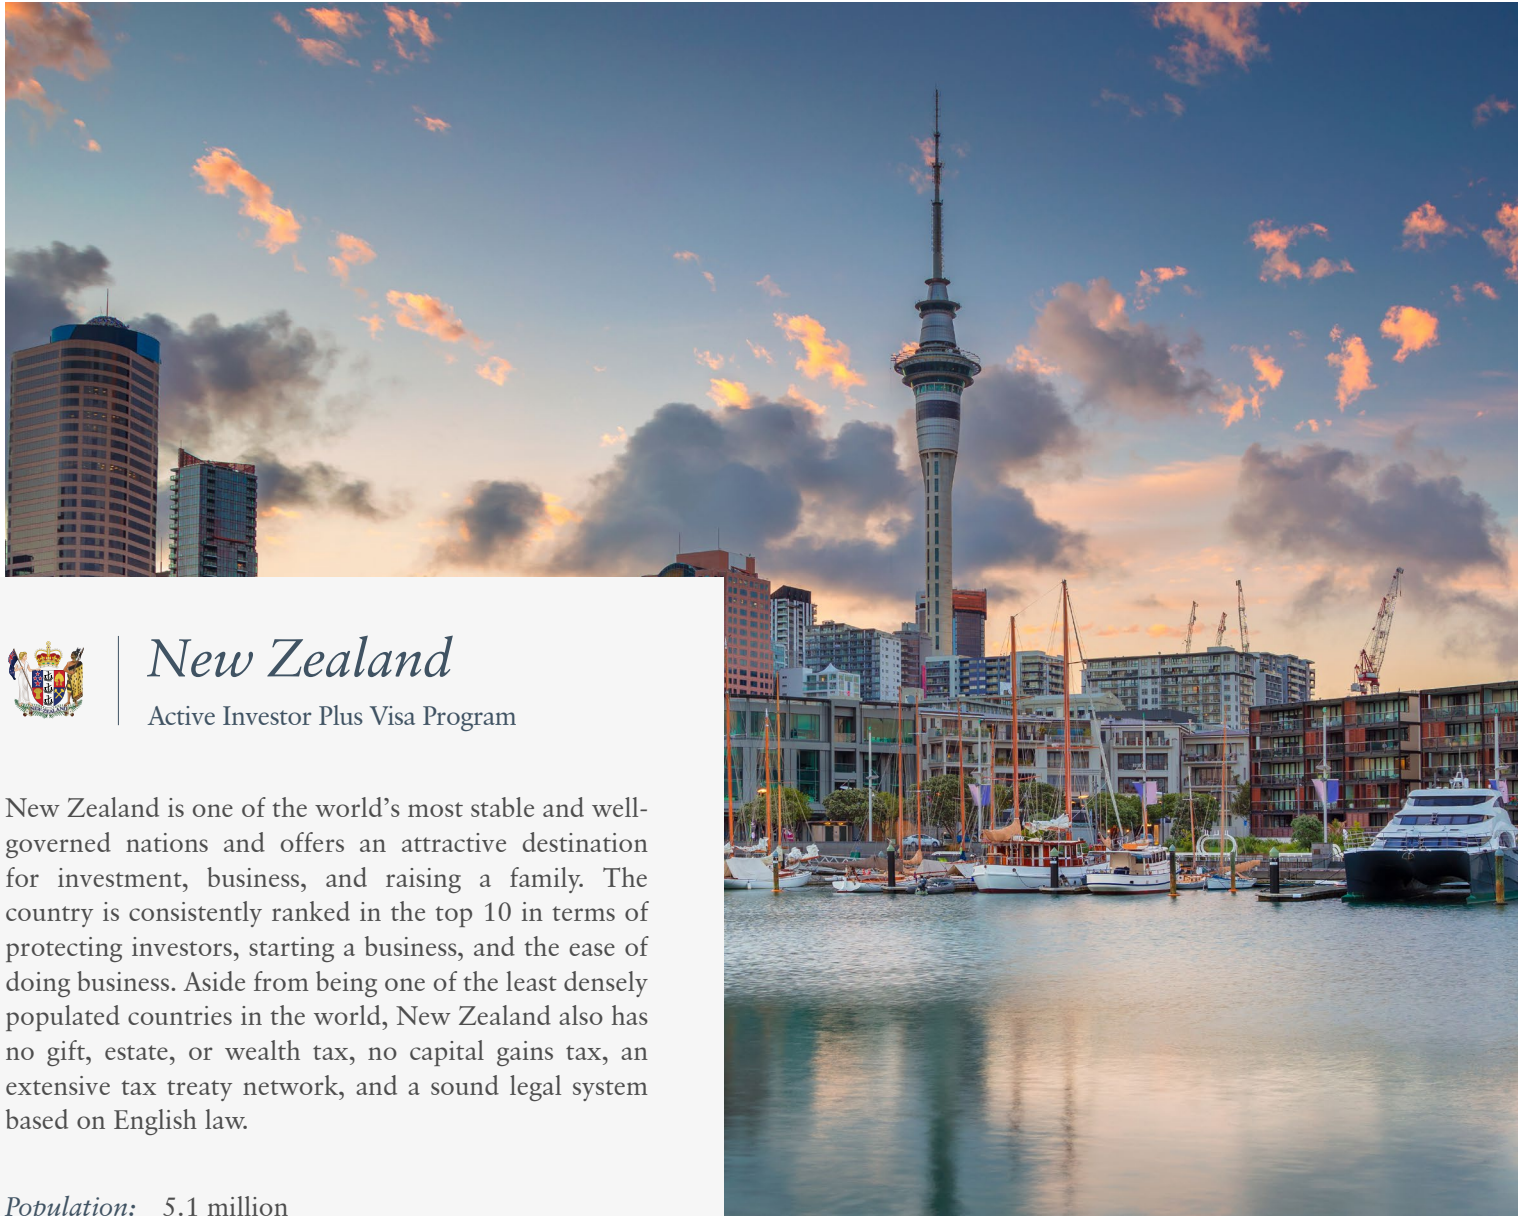 New Zealand
Active Investor Plus Visa Program
New Zealand is one of the world’s most stable and well-
governed nations and offers an attractive destination
for investment, business, and raising a family. The
country is consistently ranked in the top 10 in terms of
protecting investors, starting a business, and the ease of
doing business. Aside from being one of the least densely
populated countries in the world, New Zealand also has
no gift, estate, or wealth tax, no capital gains tax, an
extensive tax treaty network, and a sound legal system
based on English law.
Population: 5.1 million